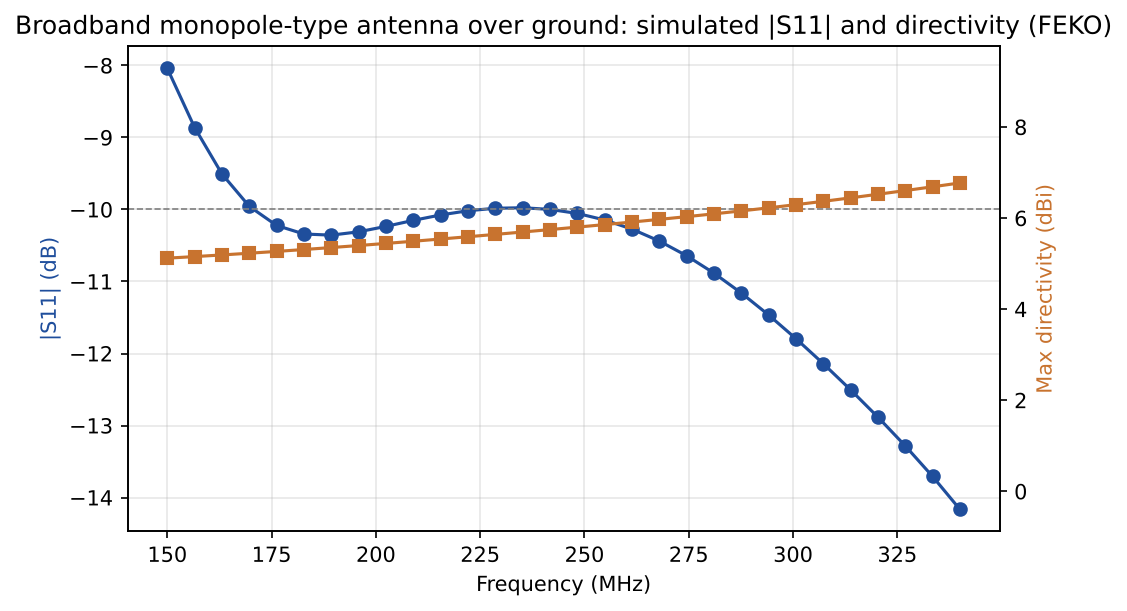 Broadband monopole-type antenna over ground: simulated |S11| and directivity (FEKO)
|S11| (dB)
−8
−9
−10
−11
−12
−13
−14
8
6
4
2
0
Max directivity (dBi)
150 175 200 225 250 275 300 325
Frequency (MHz)